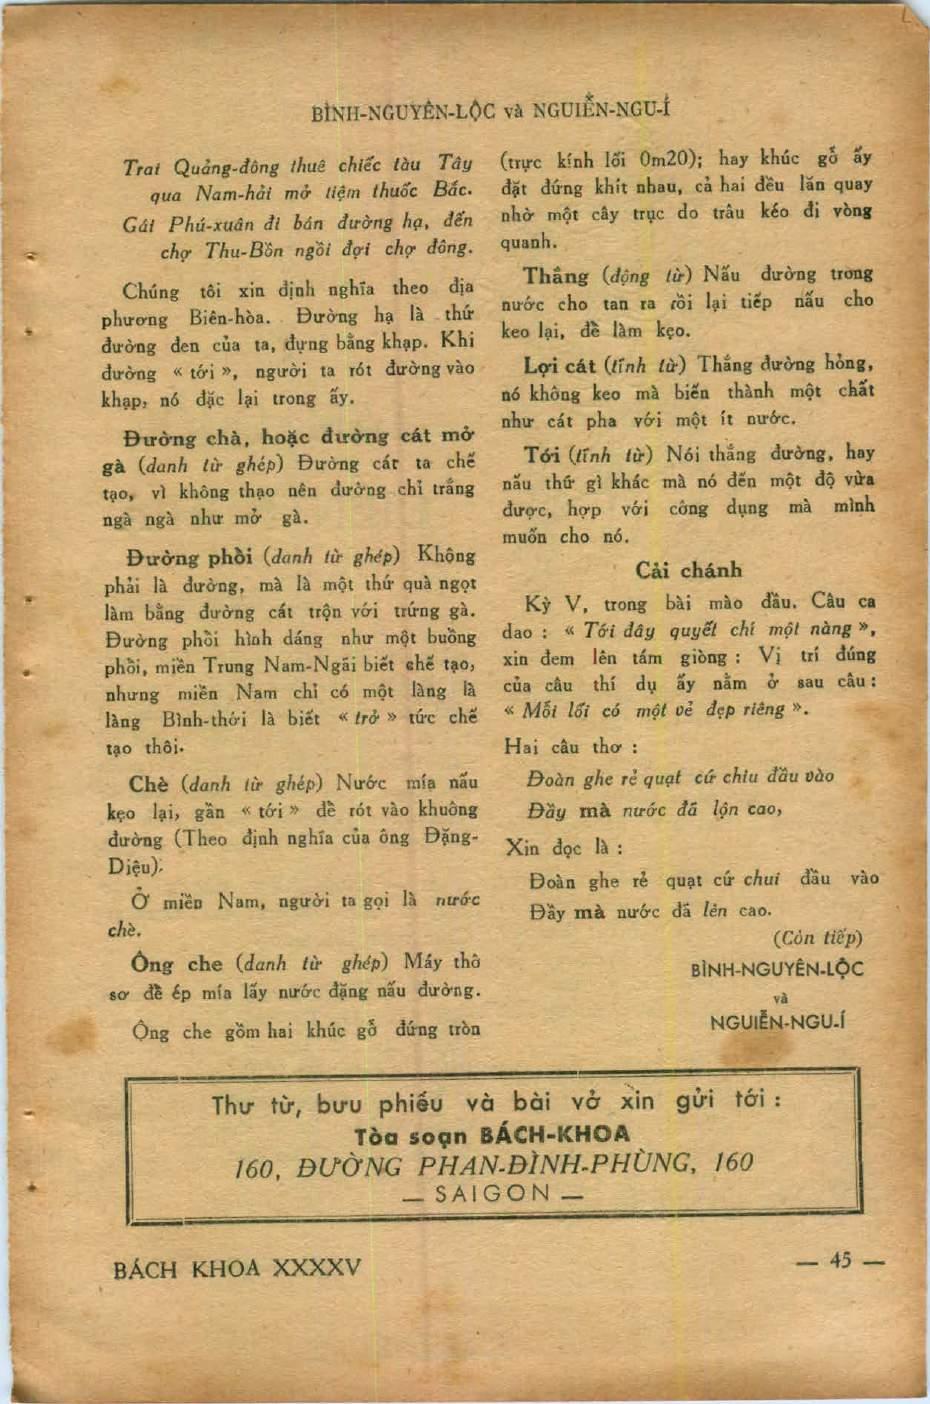 BÌNH-NGUYÊN-LỘC và NGUIỄN-NGU-Í
Trai Quảng-đông thuê chiếc tàu Tây
qua Nam-hải mở tiệm thuốc Bắc.
Gái Phú-xuân đi bán đường hạ, đến
chợ Thu-Bồn ngồi đợi chợ đông.
Chúng tôi xin định nghĩa theo địa
phương Biên-hòa. Đường hạ là thứ
đường đen của ta, đựng bằng khạp. Khi
đường « tới », người ta rót đường vào
khạp, nó đặc lại trong ấy.
Đường chà, hoặc đường cát mở
gà (danh từ ghép) Đường cát ta chế
tạo, vì không thạo nên đường chỉ trắng
ngà ngà như mở gà.
Đường phồi (danh từ ghép) Không
phải là đường, mà là một thứ quà ngọt
làm bằng đường cát trộn với trứng gà.
Đường phồi hình dáng như một buồng
phồi, miền Trung Nam-Ngãi biết chế tạo,
nhưng miền Nam chỉ có một làng là
làng Bình-thới là biết « trở » tức chế
tạo thôi.
Chè (danh từ ghép) Nước mía nấu
kẹo lại, gần « tới » đề rót vào khuông
đường (Theo định nghĩa của ông Đặng-
Diệu).
Ở miền Nam, người ta gọi là nước
chè.
Ông che (danh từ ghép) Máy thô
sơ đề ép mía lấy nước đặng nấu đường.
Ông che gồm hai khúc gỗ đứng tròn
(trực kính lối 0m20); hay khúc gỗ ấy
đặt đứng khít nhau, cả hai đều lăn quay
nhờ một cây trục do trâu kéo đi vòng
quanh.
Thắng (động từ) Nấu đường trong
nước cho tan ra rồi lại tiếp nấu cho
keo lại, đề làm kẹo.
Lợi cát (tĩnh từ) Thắng đường hỏng,
nó không keo mà biến thành một chất
như cát pha với một ít nước.
Tới (tĩnh từ) Nói thắng đường, hay
nấu thứ gì khác mà nó đến một độ vừa
được, hợp với công dụng mà mình
muốn cho nó.
Cải chánh
Kỳ V, trong bài mào đầu. Câu ca
dao : « Tới đây quyết chí một nàng »,
xin đem lên tám giòng : Vị trí đúng
của câu thí dụ ấy nằm ở sau câu :
« Mỗi lối có một vẻ đẹp riêng ».
Hai câu thơ :
Đoàn ghe rẻ quạt cứ chiu đầu vào
Đầy mà nước đã lộn cao,
Xin đọc là :
Đoàn ghe rẻ quạt cứ chui đầu vào
Đầy mà nước đã lên cao.
(Còn tiếp)
BÌNH-NGUYÊN-LỘC
và
NGUIỄN-NGU-Í
Thư từ, bưu phiếu và bài vở xin gửi tới :
Tòa soạn BÁCH-KHOA
160, ĐƯỜNG PHAN-ĐÌNH-PHÙNG, 160
— SAIGON —
BÁCH KHOA XXXXV
— 45 —